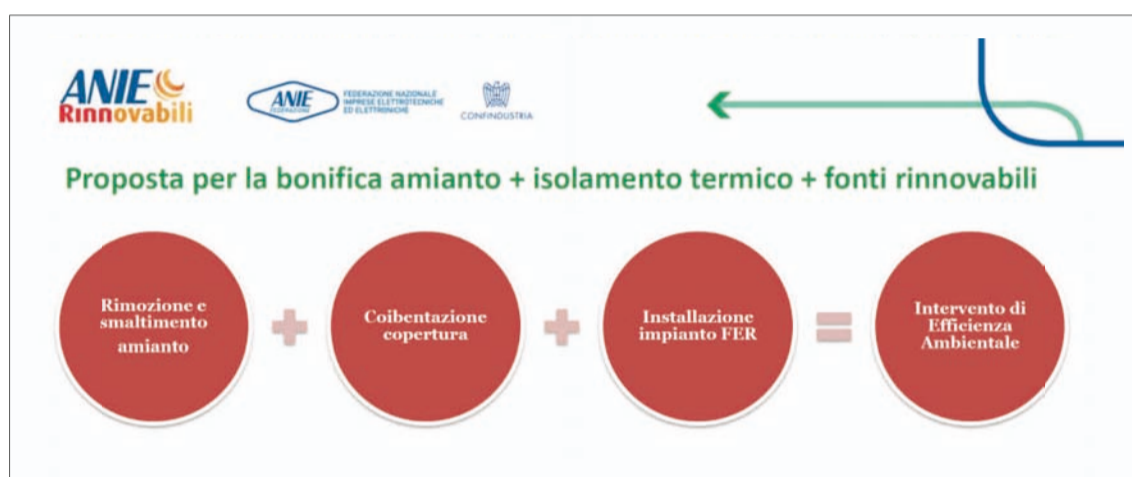 ANIE
Rinnovabili
ANIE
FEDERAZIONE
FEDERAZIONE NAZIONALE
IMPRESE ELETTROTECNICHE
ED ELETTRONICHE
CONFINDUSTRIA
Proposta per la bonifica amianto + isolamento termico + fonti rinnovabili
Rimozione e
smaltimento
amianto
+
Coibentazione
copertura
+
Installazione
impianto FER
=
Intervento di
Efficienza
Ambientale